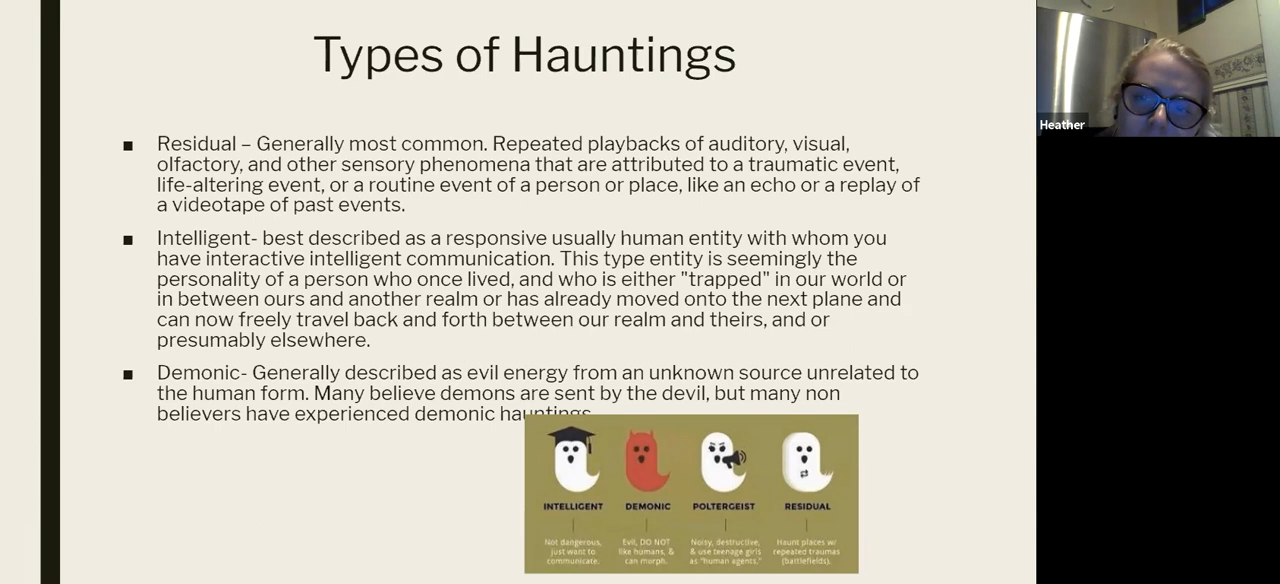 Types of Hauntings
Heather
■ Residual – Generally most common. Repeated playbacks of auditory, visual,
olfactory, and other sensory phenomena that are attributed to a traumatic event,
life-altering event, or a routine event of a person or place, like an echo or a replay of
a videotape of past events.
■ Intelligent- best described as a responsive usually human entity with whom you
have interactive intelligent communication. This type entity is seemingly the
personality of a person who once lived, and who is either "trapped" in our world or
in between ours and another realm or has already moved onto the next plane and
can now freely travel back and forth between our realm and theirs, and or
presumably elsewhere.
■ Demonic- Generally described as evil energy from an unknown source unrelated to
the human form. Many believe demons are sent by the devil, but many non
believers have experienced demonic hauntings.
INTELLIGENT
Not dangerous,
just want to
communicate.
DEMONIC
Evil, DO NOT
like humans, &
can morph.
POLTERGEIST
Noisy, destructive,
& use teenage girls
as "human agents."
RESIDUAL
Haunt places w/
repeated traumas
(battlefields).